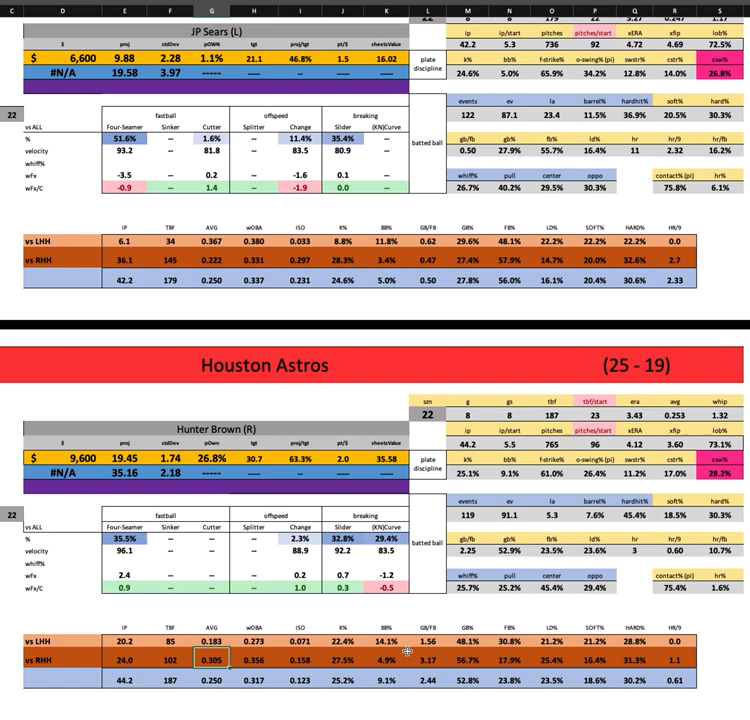 C D E F G H I J K L M N O P Q R S
22 8 8 179 22 5.27 0.247 1.17
JP Sears (L) ip ip/start pitches pitches/start xERA xfip lob%
$ proj stdDev pOWN tgt proj/tgt pt/$ sheetsValue 42.2 5.3 736 92 4.72 4.69 72.5%
$ 6,600 9.88 2.28 1.1% 21.1 46.8% 1.5 16.02 plate discipline k% bb% f-strike% o-swing% (pi) swstr% cstr% csw%
#N/A 19.58 3.97 ----- ---- -- ---- ---- 24.6% 5.0% 65.9% 34.2% 12.8% 14.0% 26.8%
events ev la barrel% hardhit% soft% hard%
22 fastball offspeed breaking 122 87.1 23.4 11.5% 36.9% 20.5% 30.3%
vs ALL Four-Seamer Sinker Cutter Splitter Change Slider (KN)Curve
% 51.6% -- 1.6% -- 11.4% 35.4% -- batted ball gb/fb gb% fb% ld% hr hr/9 hr/fb
velocity 93.2 -- 81.8 -- 83.5 80.9 -- 0.50 27.9% 55.7% 16.4% 11 2.32 16.2%
whiff%
wFx -3.5 -- 0.2 -- -1.6 0.1 -- whiff% pull center oppo contact% (pi) hr%
wFx/C -0.9 -- 1.4 -- -1.9 0.0 -- 26.7% 40.2% 29.5% 30.3% 75.8% 6.1%
IP TBF AVG wOBA ISO K% BB% GB/FB GB% FB% LD% SOFT% HARD% HR/9
vs LHH 6.1 34 0.367 0.380 0.033 8.8% 11.8% 0.62 29.6% 48.1% 22.2% 22.2% 22.2% 0.0
vs RHH 36.1 145 0.222 0.331 0.297 28.3% 3.4% 0.47 27.4% 57.9% 14.7% 20.0% 32.6% 2.7
42.2 179 0.250 0.337 0.231 24.6% 5.0% 0.50 27.8% 56.0% 16.1% 20.4% 30.6% 2.33
Houston Astros (25 - 19)
szn g gs tbf tbf/start era avg whip
22 8 8 187 23 3.43 0.253 1.32
Hunter Brown (R) ip ip/start pitches pitches/start xERA xfip lob%
$ proj stdDev pOwn tgt proj/tgt pt/$ sheetsValue 44.2 5.5 765 96 4.12 3.60 73.1%
$ 9,600 19.45 1.74 26.8% 30.7 63.3% 2.0 35.58 plate discipline k% bb% f-strike% o-swing% (pi) swstr% cstr% csw%
#N/A 35.16 2.18 ----- ---- -- ---- ---- 25.1% 9.1% 61.0% 26.4% 11.2% 17.0% 28.2%
events ev la barrel% hardhit% soft% hard%
22 fastball offspeed breaking 119 91.1 5.3 7.6% 45.4% 18.5% 30.3%
vs ALL Four-Seamer Sinker Cutter Splitter Change Slider (KN)Curve
% 35.5% -- -- -- 2.3% 32.8% 29.4% batted ball gb/fb gb% fb% ld% hr hr/9 hr/fb
velocity 96.1 -- -- -- 88.9 92.2 83.5 2.25 52.9% 23.5% 23.6% 3 0.60 10.7%
whiff%
wFx 2.4 -- -- -- 0.2 0.7 -1.2 whiff% pull center oppo contact% (pi) hr%
wFx/C 0.9 -- -- -- 1.0 0.3 -0.5 25.7% 25.2% 45.4% 29.4% 75.4% 1.6%
IP TBF AVG wOBA ISO K% BB% GB/FB GB% FB% LD% SOFT% HARD% HR/9
vs LHH 20.2 85 0.183 0.273 0.071 22.4% 14.1% 1.56 48.1% 30.8% 21.2% 21.2% 28.8% 0.0
vs RHH 24.0 102 0.305 0.356 0.158 27.5% 4.9% 3.17 56.7% 17.9% 25.4% 16.4% 31.3% 1.1
44.2 187 0.250 0.317 0.123 25.2% 9.1% 2.44 52.8% 23.8% 23.5% 18.6% 30.2% 0.61